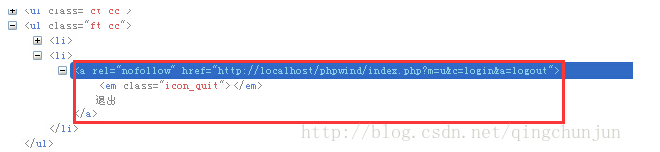 <ul class="ct cc">
<ul class="ft cc">
<li>
<li>
<a rel="nofollow" href="http://localhost/phpwind/index.php?m=u&c=login&a=logout">
<em class="icon_quit"></em>
退出
</a>
</li>
</ul>
http://blog.csdn.net/qingchunjun